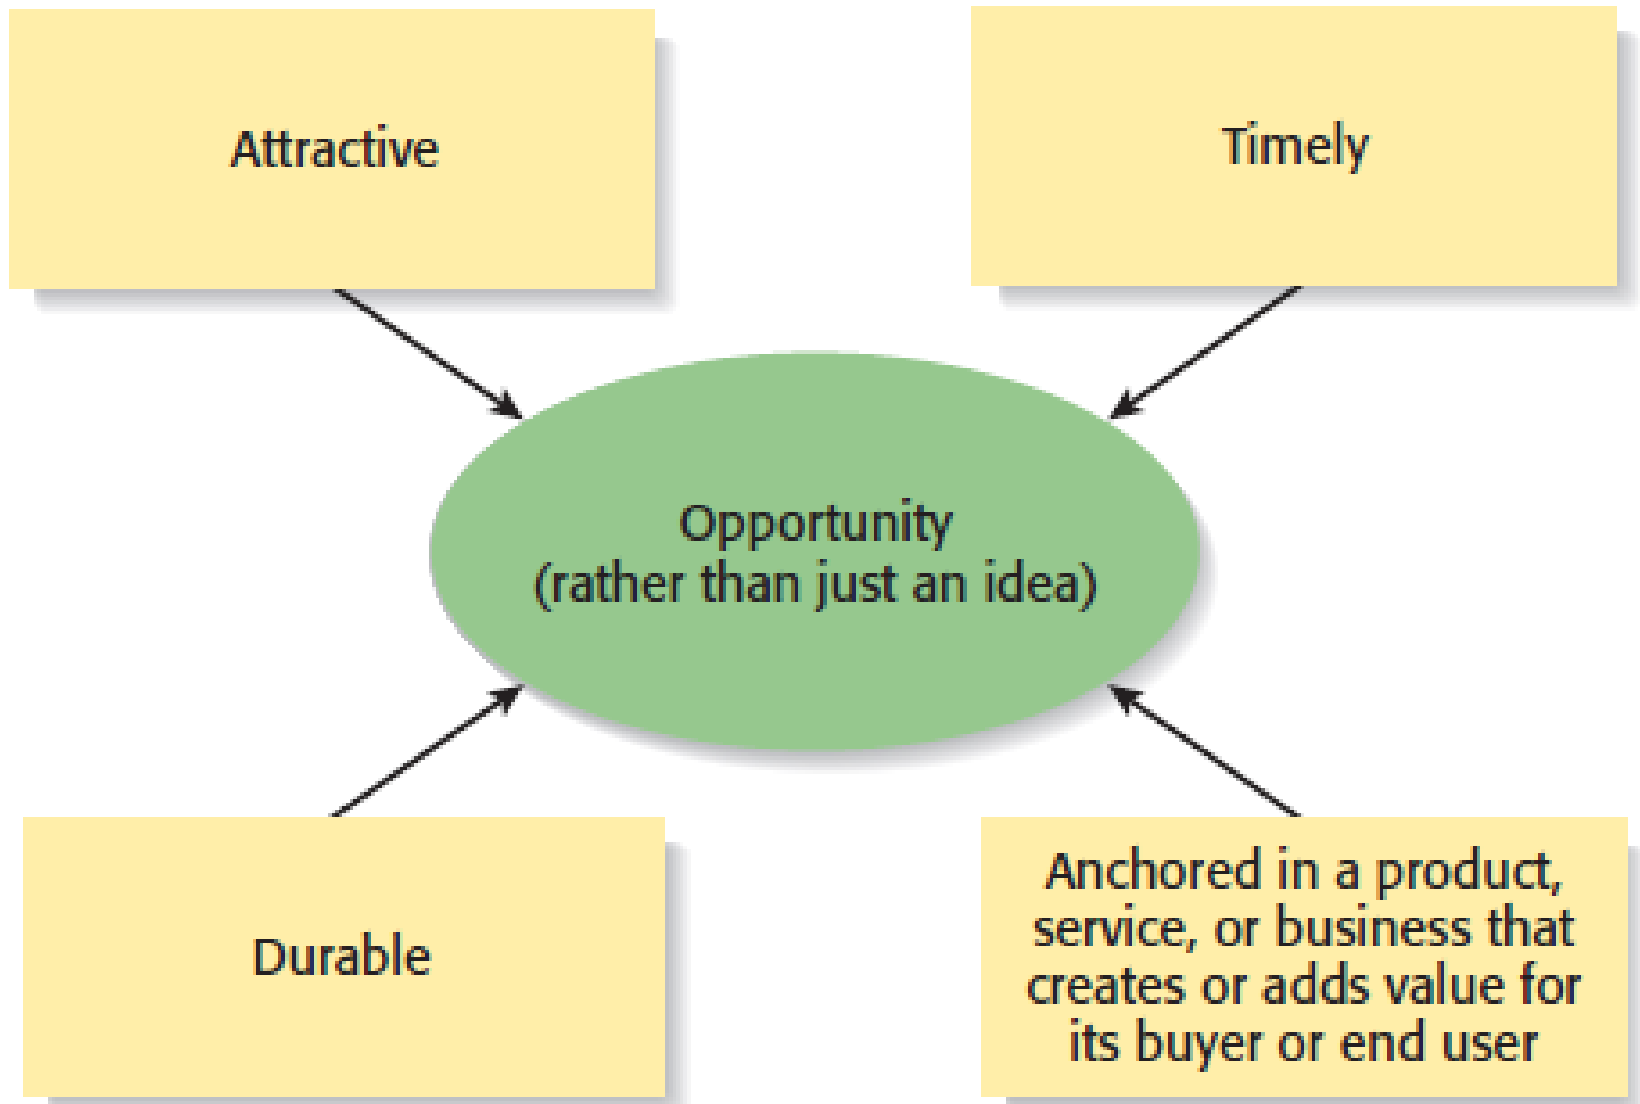 Attractive
Timely
Opportunity
(rather than just an idea)
Durable
Anchored in a product,
service, or business that
creates or adds value for
its buyer or end user